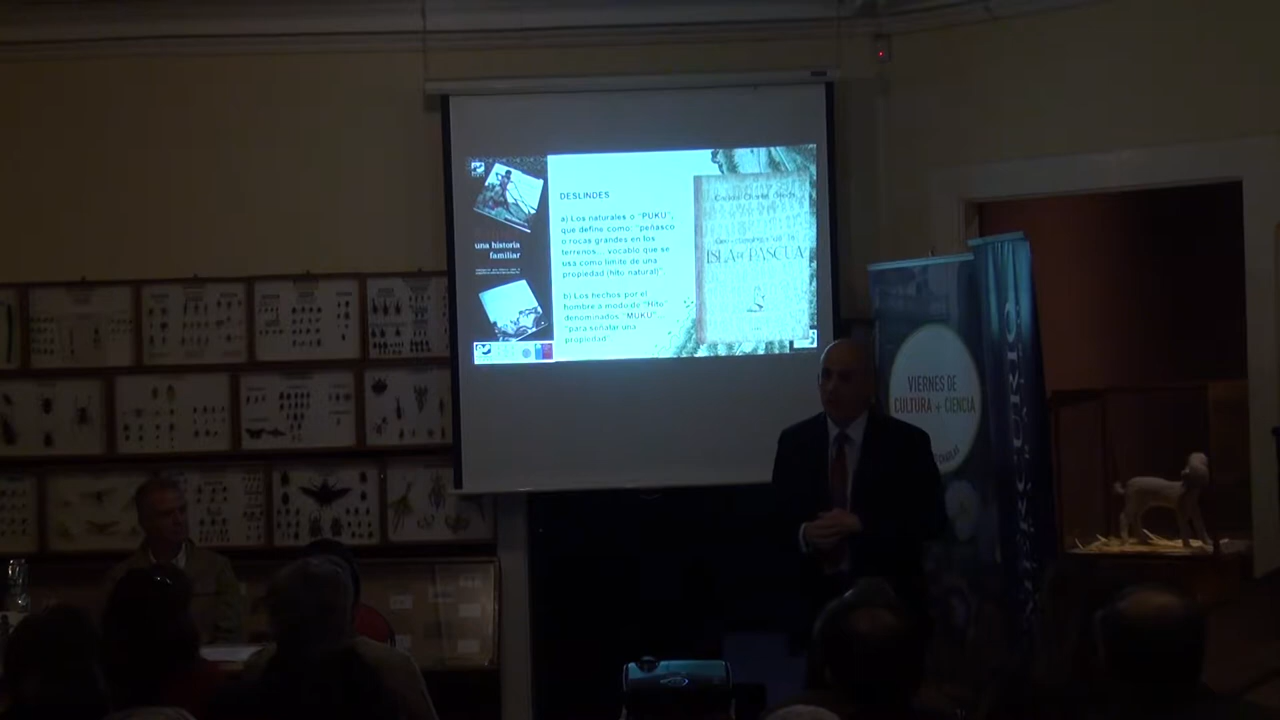 una historia
familiar
DESLINDES
a) Los naturales o "PUKU",
que define como: "peñasco
o rocas grandes en los
terrenos... vocablo que se
usa como límite de una
propiedad (hito natural)".
b) Los hechos por el
hombre a modo de "Hito"
denominados "MUKU"...
"para señalar una
propiedad".
ISLA DE PASCUA
VIERNES DE
CULTURA + CIENCIA
MERCURIO